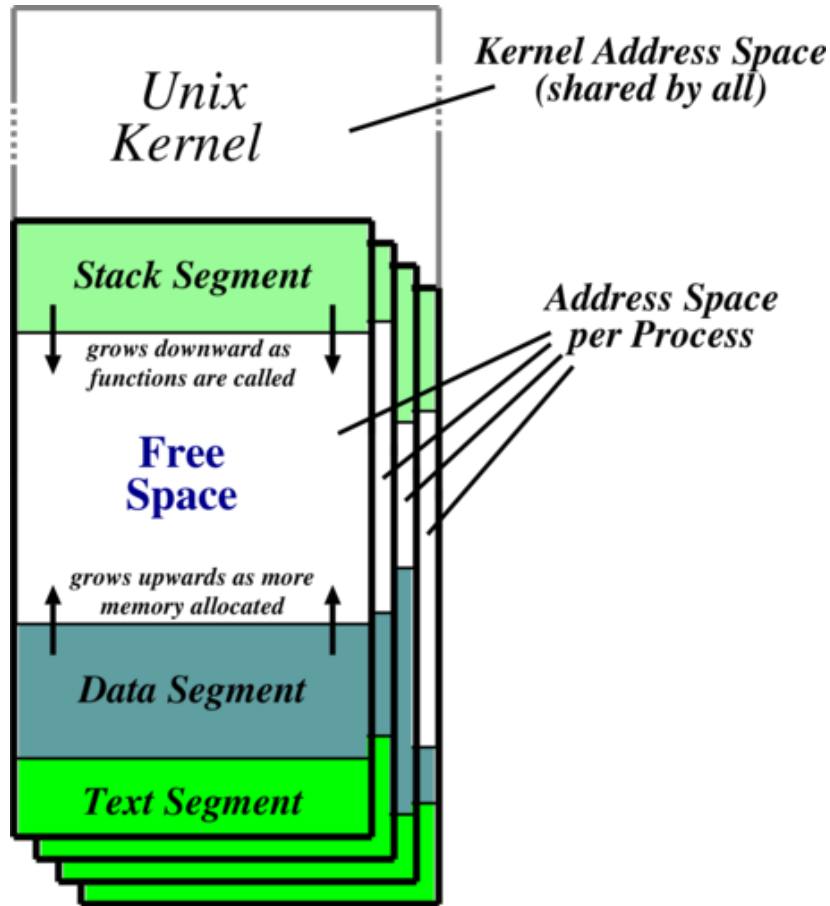 Unix
Kernel
Kernel Address Space
(shared by all)
Stack Segment
grows downward as
functions are called
Address Space
per Process
Free
Space
grows upwards as more
memory allocated
Data Segment
Text Segment